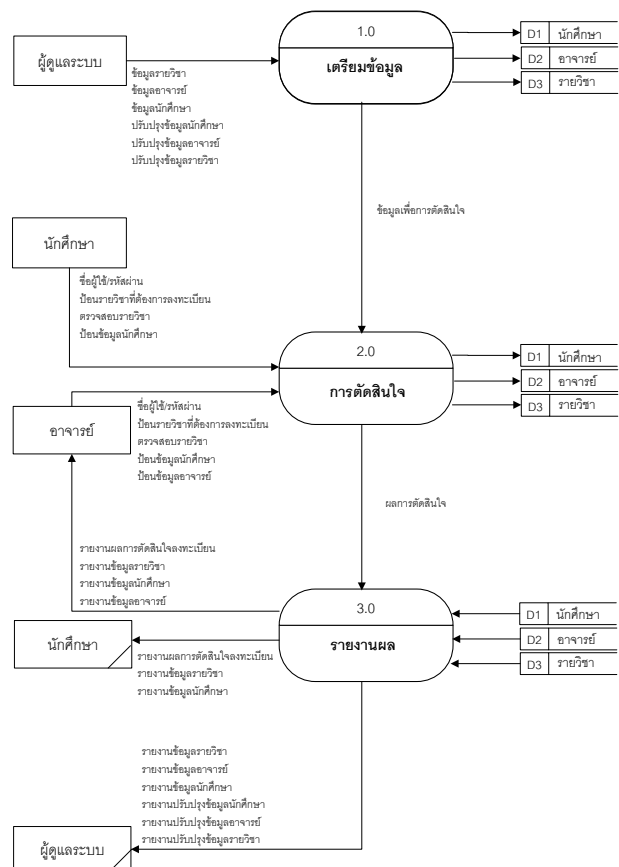 1.0
เตรียมข้อมูล
D1 นักศึกษา
D2 อาจารย์
D3 รายวิชา
ผู้ดูแลระบบ
ข้อมูลรายวิชา
ข้อมูลอาจารย์
ข้อมูลนักศึกษา
ปรับปรุงข้อมูลนักศึกษา
ปรับปรุงข้อมูลอาจารย์
ปรับปรุงข้อมูลรายวิชา
ข้อมูลเพื่อการตัดสินใจ
นักศึกษา
ชื่อผู้ใช้/รหัสผ่าน
ป้อนรายวิชาที่ต้องการลงทะเบียน
ตรวจสอบรายวิชา
ป้อนข้อมูลนักศึกษา
2.0
การตัดสินใจ
D1 นักศึกษา
D2 อาจารย์
D3 รายวิชา
อาจารย์
ชื่อผู้ใช้/รหัสผ่าน
ป้อนรายวิชาที่ต้องการลงทะเบียน
ตรวจสอบรายวิชา
ป้อนข้อมูลนักศึกษา
ป้อนข้อมูลอาจารย์
ผลการตัดสินใจ
รายงานผลการตัดสินใจลงทะเบียน
รายงานข้อมูลรายวิชา
รายงานข้อมูลนักศึกษา
รายงานข้อมูลอาจารย์
3.0
รายงานผล
D1 นักศึกษา
D2 อาจารย์
D3 รายวิชา
นักศึกษา
รายงานผลการตัดสินใจลงทะเบียน
รายงานข้อมูลรายวิชา
รายงานข้อมูลนักศึกษา
รายงานข้อมูลรายวิชา
รายงานข้อมูลอาจารย์
รายงานข้อมูลนักศึกษา
รายงานปรับปรุงข้อมูลนักศึกษา
รายงานปรับปรุงข้อมูลอาจารย์
รายงานปรับปรุงข้อมูลรายวิชา
ผู้ดูแลระบบ